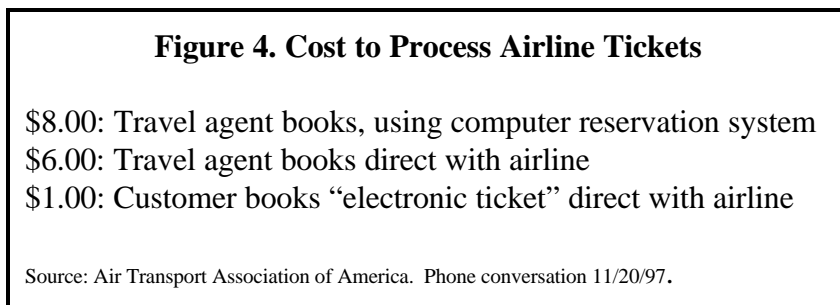 Figure 4. Cost to Process Airline Tickets
$8.00: Travel agent books, using computer reservation system
$6.00: Travel agent books direct with airline
$1.00: Customer books “electronic ticket” direct with airline
Source: Air Transport Association of America. Phone conversation 11/20/97.